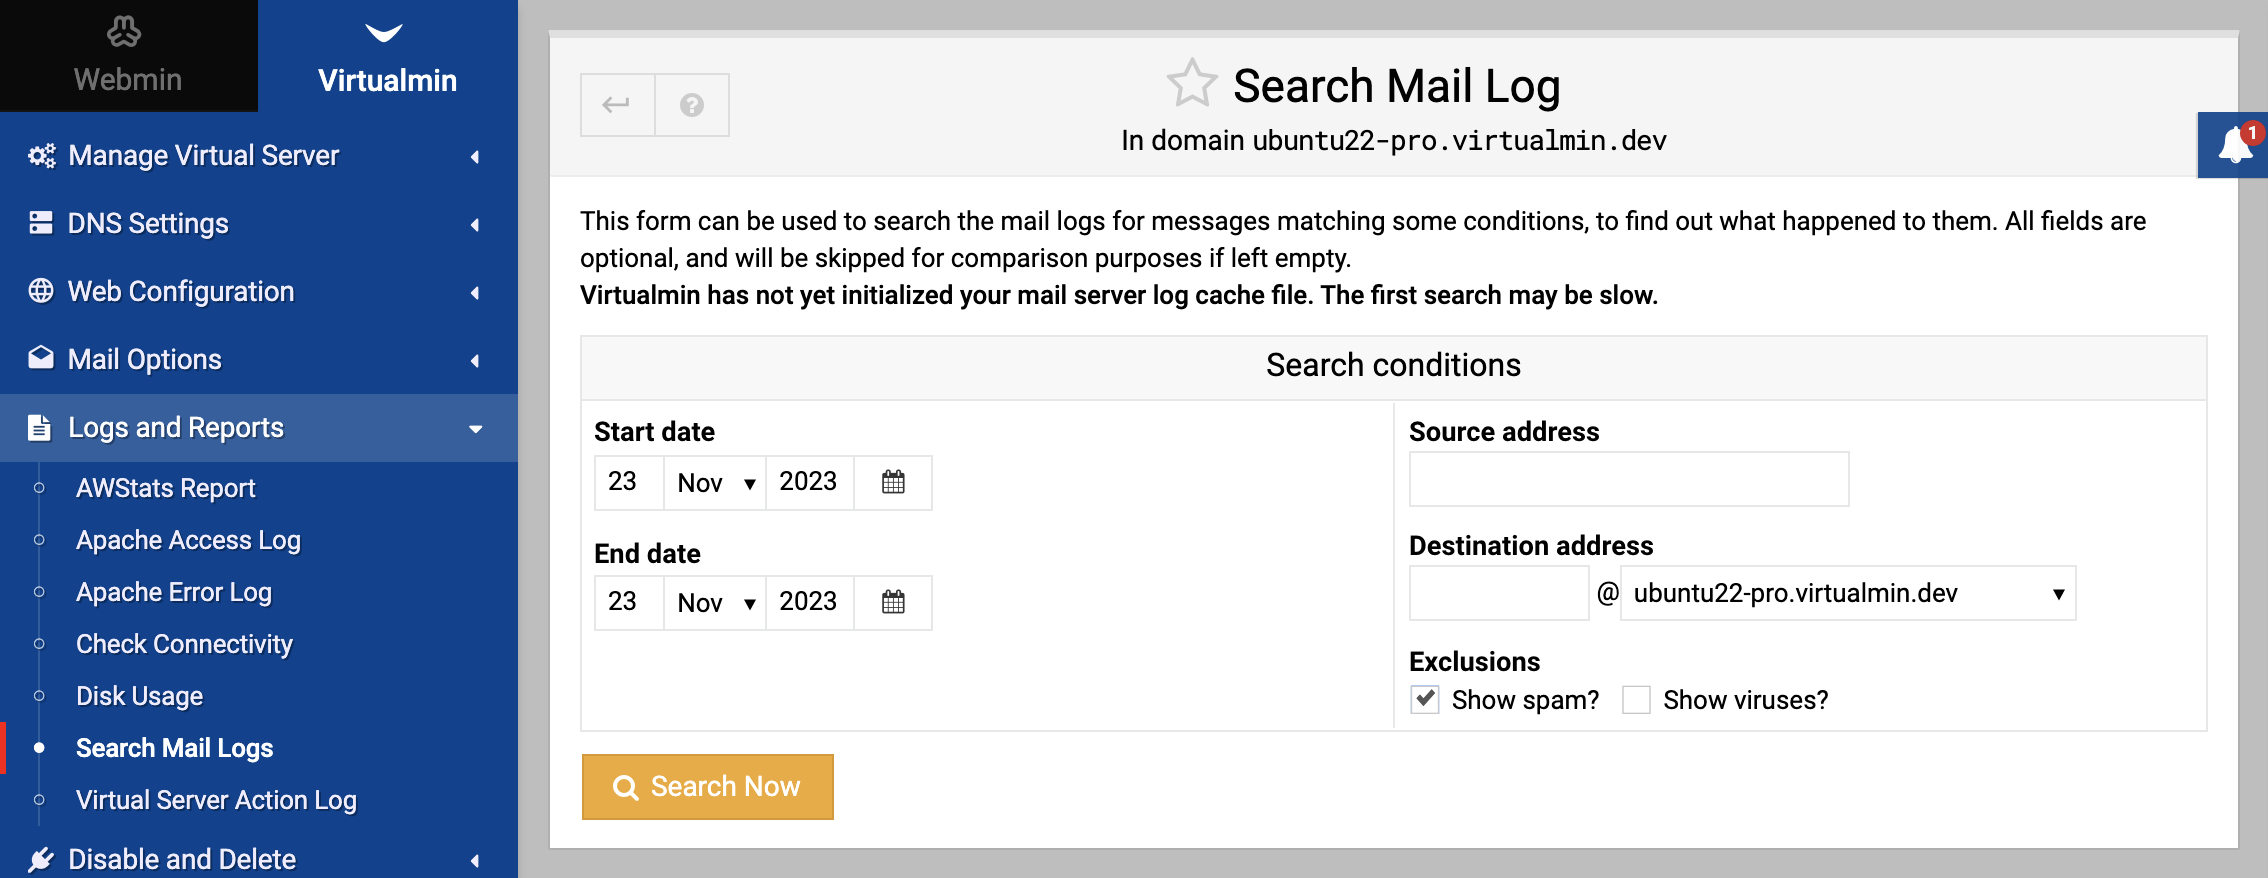 Webmin
Virtualmin
Manage Virtual Server
DNS Settings
Web Configuration
Mail Options
Logs and Reports
AWStats Report
Apache Access Log
Apache Error Log
Check Connectivity
Disk Usage
Search Mail Logs
Virtual Server Action Log
Disable and Delete
?
Search Mail Log
In domain ubuntu22-pro.virtualmin.dev
1
This form can be used to search the mail logs for messages matching some conditions, to find out what happened to them. All fields are
optional, and will be skipped for comparison purposes if left empty.
Virtualmin has not yet initialized your mail server log cache file. The first search may be slow.
Search conditions
Start date
23 Nov 2023
End date
23 Nov 2023
Source address
Destination address
@ ubuntu22-pro.virtualmin.dev
Exclusions
Show spam? Show viruses?
Search Now